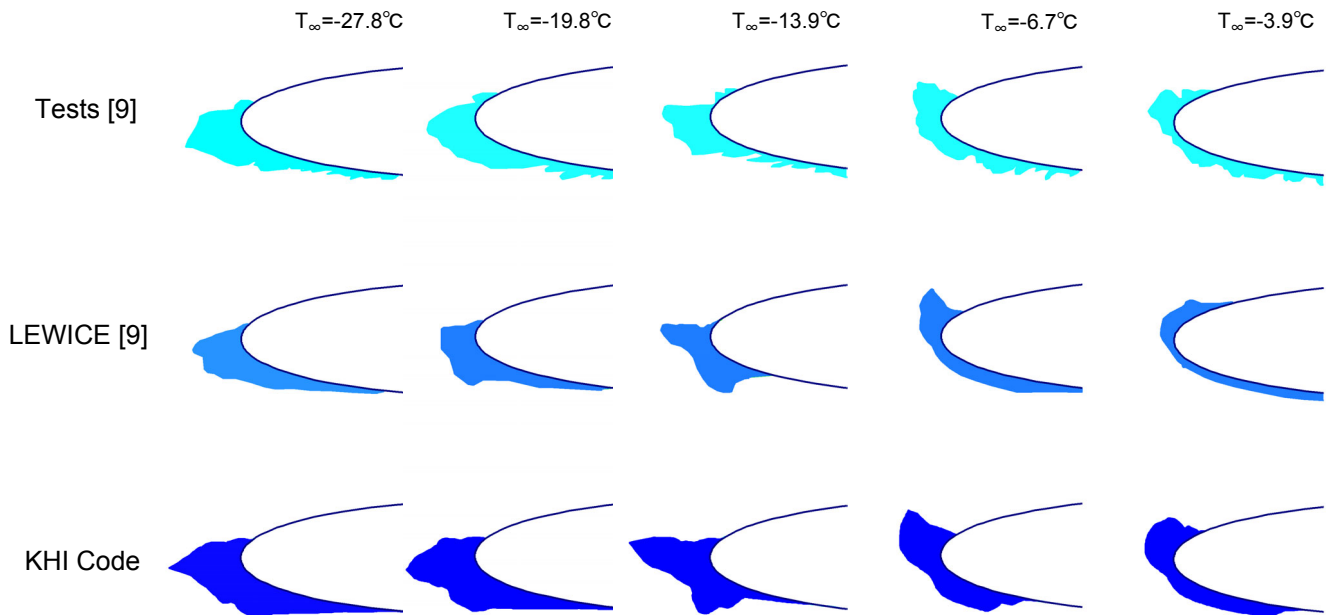 T∞=-27.8℃ T∞=-19.8℃ T∞=-13.9℃ T∞=-6.7℃ T∞=-3.9℃
Tests [9]
LEWICE [9]
KHI Code